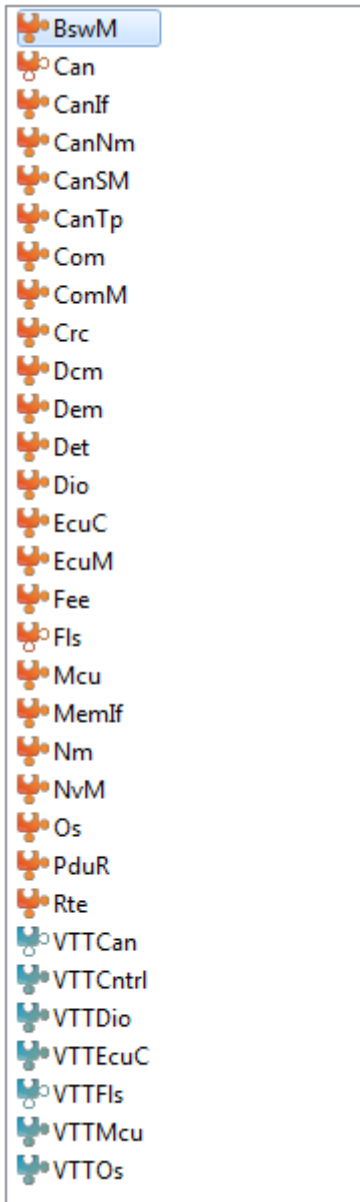 BswM
Can
CanIf
CanNm
CanSM
CanTp
Com
ComM
Crc
Dcm
Dem
Det
Dio
EcuC
EcuM
Fee
Fls
Mcu
MemIf
Nm
NvM
Os
PduR
Rte
VTTCan
VTTCntrl
VTTDio
VTTEcuC
VTTFls
VTTMcu
VTTOs